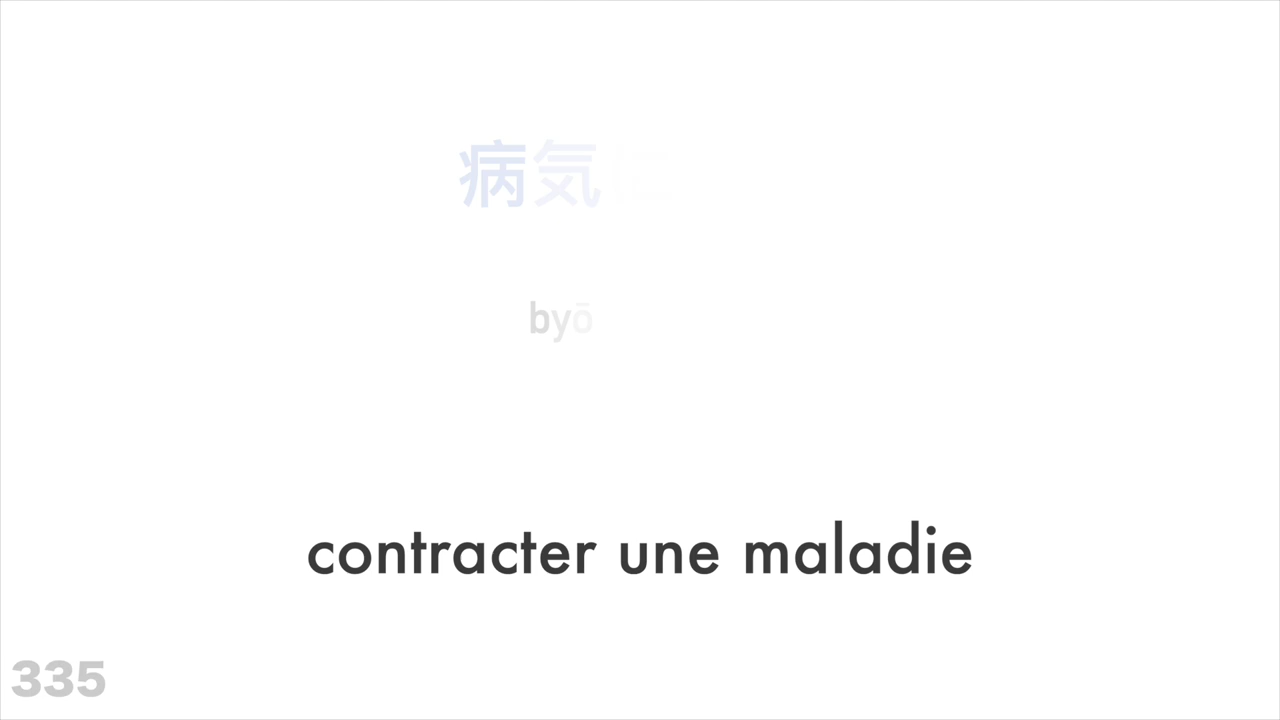 病気に
byō
contracter une maladie
335